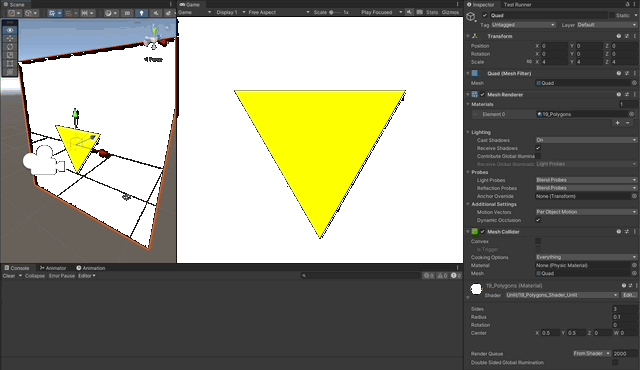 Scene
Game
Inspector
Test Runner
Game
Display 1
Free Aspect
Scale
Play Focused
Stats
Gizmos
Quad
Static
Tag
Untagged
Layer
Default
Transform
Position X 0 Y 0 Z 0
Rotation X 0 Y 0 Z 0
Scale X 4 Y 4 Z 4
Quad (Mesh Filter)
Mesh
Quad
Mesh Renderer
Materials
1
Element 0
19_Polygons
Lighting
Cast Shadows
On
Receive Shadows
Contribute Global Illumina
Light Probes
Probes
Light Probes
Blend Probes
Reflection Probes
Blend Probes
Anchor Override
None (Transform)
Additional Settings
Motion Vectors
Per Object Motion
Dynamic Occlusion
Mesh Collider
Convex
Is Trigger
Cooking Options
Everything
Material
None (Physic Material)
Mesh
Quad
19_Polygons (Material)
Shader
Unlit/19_Polygons_Shader_Unlit
Edit...
Sides
3
Radius
0.1
Rotation
0
Center
X 0.5 Y 0.5 Z 0 W 0
Render Queue
From Shader
2000
Double Sided Global Illumination
Persp
Console
Animator
Animation
Clear
Collapse
Error Pause
Editor